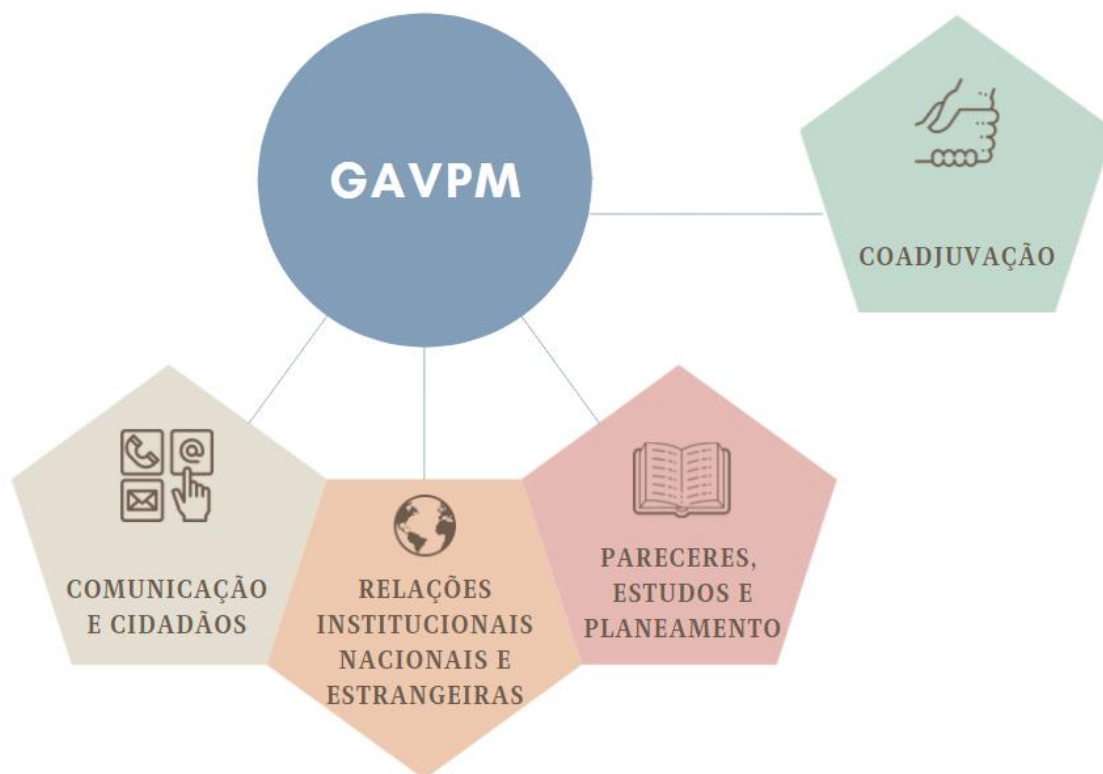 GAVPM
COADJUVAÇÃO
COMUNICAÇÃO
E CIDADÃOS
RELAÇÕES
INSTITUCIONAIS
NACIONAIS E
ESTRANGEIRAS
PARECERES,
ESTUDOS E
PLANEAMENTO